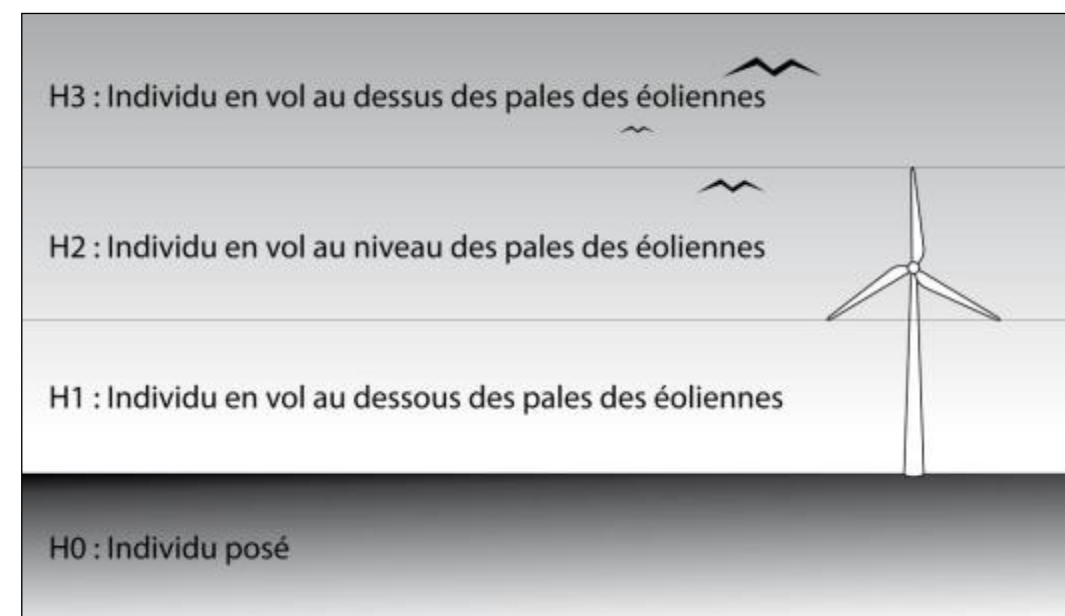 H3 : Individu en vol au dessus des pales des éoliennes
H2 : Individu en vol au niveau des pales des éoliennes
H1 : Individu en vol au dessous des pales des éoliennes
H0 : Individu posé